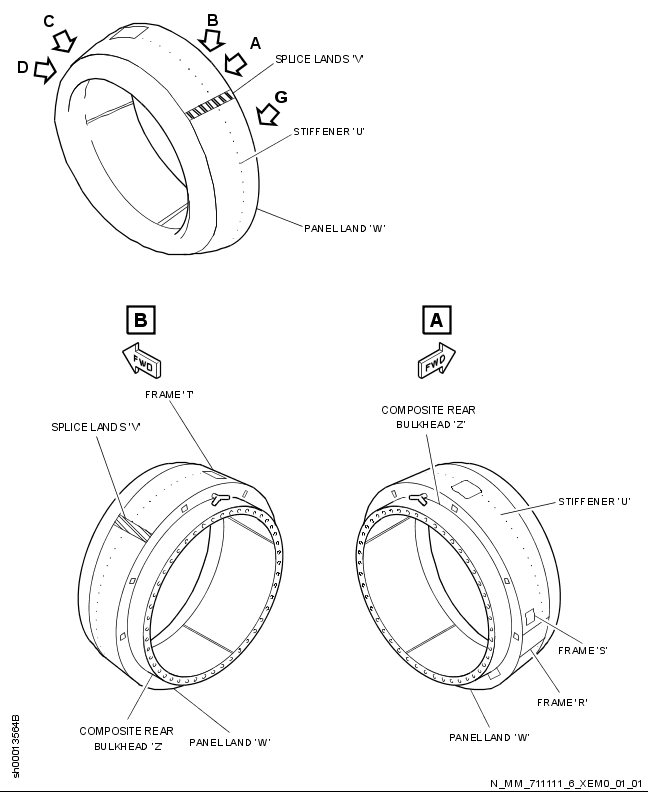 C
B
A
D
SPLICE LANDS 'V'
G
STIFFENER 'U'
PANEL LAND 'W'
B
A
FWD
FWD
FRAME 'T'
COMPOSITE REAR
BULKHEAD 'Z'
SPLICE LANDS 'V'
STIFFENER 'U'
FRAME 'S'
FRAME 'R'
COMPOSITE REAR
BULKHEAD 'Z'
PANEL LAND 'W'
PANEL LAND 'W'
sh00013564B
N_MM_711111_6_XEM0_01_01